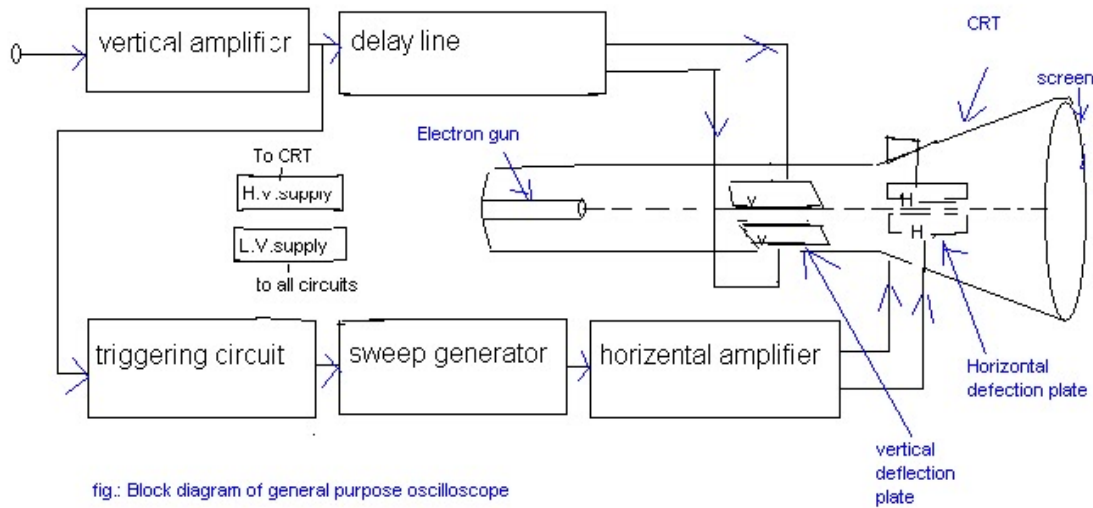 vertical amplifier
delay line
CRT
screen
Electron gun
To CRT
H.V.supply
L.V.supply
to all circuits
V
V
H
H
triggering circuit
sweep generator
horizental amplifier
Horizontal
defection plate
vertical
deflection
plate
fig.: Block diagram of general purpose oscilloscope